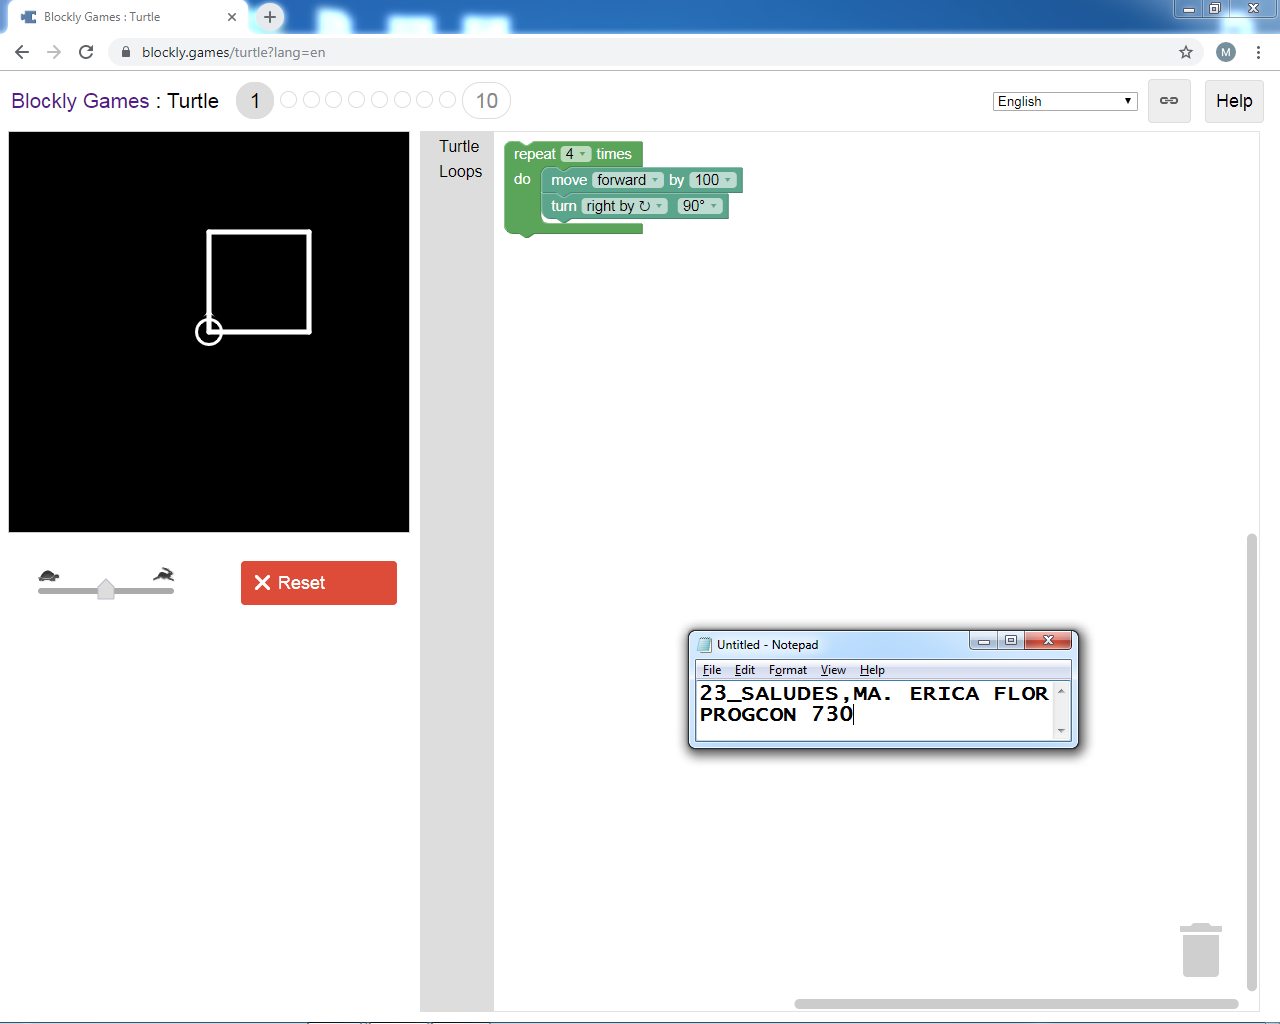 Blockly Games : Turtle
blockly.games/turtle?lang=en
M
Blockly Games : Turtle 1 10
English
Help
Turtle
Loops
repeat 4 times
do move forward by 100
turn right by ↻ 90°
Reset
Untitled - Notepad
File Edit Format View Help
23_SALUDES,MA. ERICA FLOR
PROGCON 730